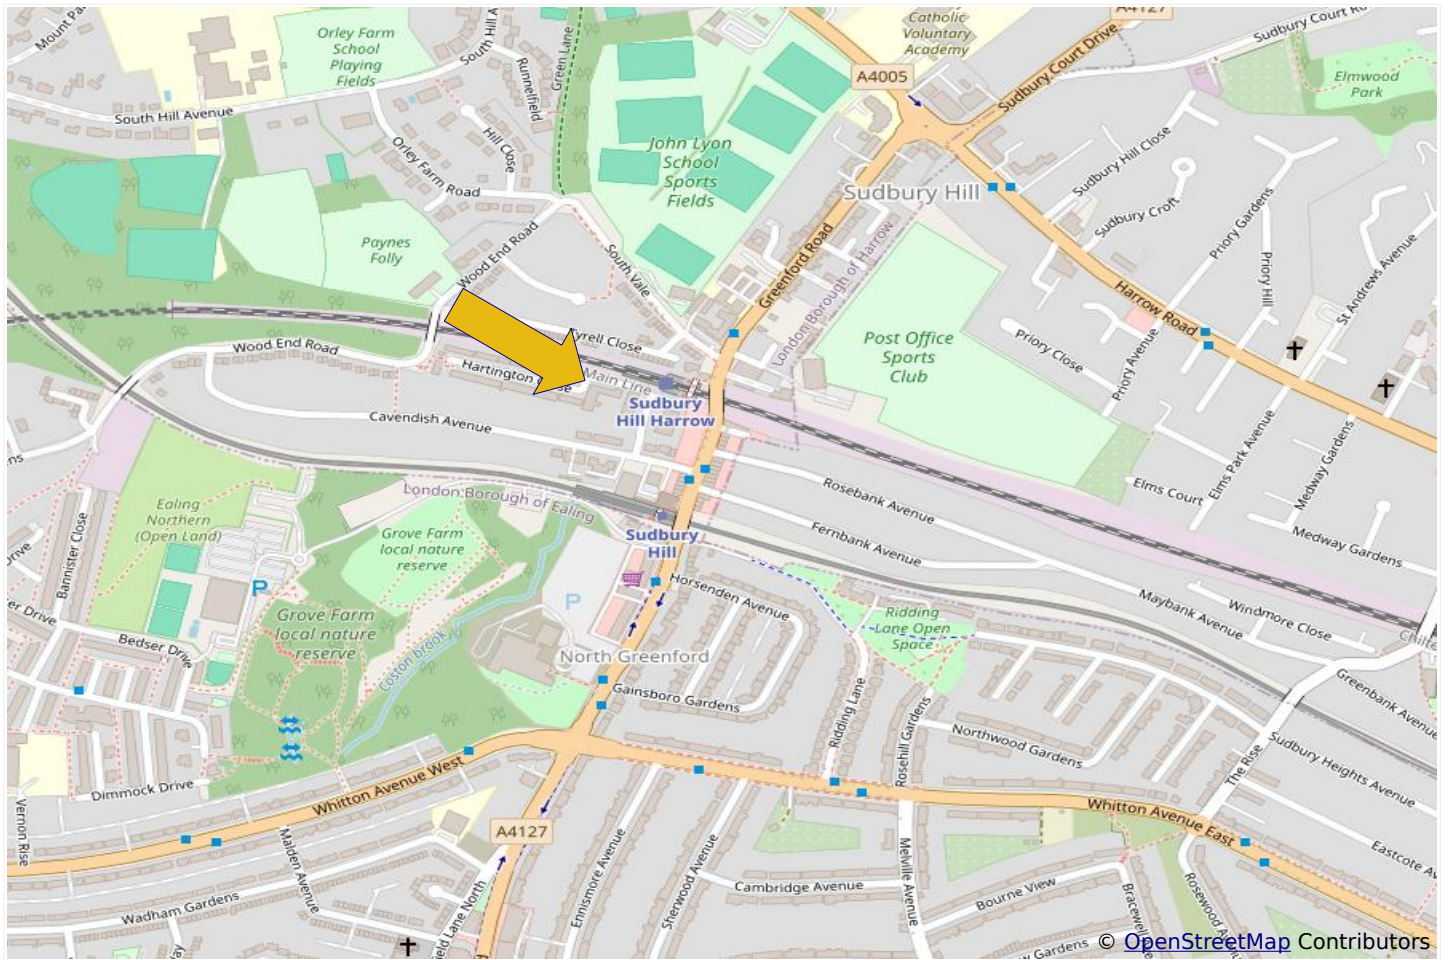 Mount Pa
Orley Farm
School
Playing
Fields
South Hill A
Runnelfield
Green Lane
Catholic
Voluntary
Academy
A4127
Sudbury Court Drive
A4005
Elmwood
Park
South Hill Avenue
Hill Close
Orley Farm Road
John Lyon
School
Sports
Fields
Sudbury Hill
Sudbury Hill Close
Sudbury Croft
Priory Gardens
Priory Hill
St Andrews Avenue
Paynes
Folly
Wood End Road
South Vale
Greenford Road
London Borough of Harrow
Harrow Road
Post Office
Sports
Club
Priory Close
Priory Avenue
Wood End Road
Tyrell Close
Main Line
Sudbury
Hill Harrow
Cavendish Avenue
Elms Park Avenue
Medway Gardens
Elms Court
Rosebank Avenue
Fernbank Avenue
Medway Gardens
London Borough of Ealing
Ealing
Northern
(Open Land)
Grove Farm
local nature
reserve
Sudbury
Hill
Bannister Close
P
P
Horsenden Avenue
Ridding
Lane Open
Space
Maybank Avenue
Windmore Close
Grove Farm
local nature
reserve
Bedser Drive
er Drive
Coston brook
North Greenford
Gainsboro Gardens
Ridding Lane
Rosehill Gardens
Northwood Gardens
Greenbank Avenue
The Rise
Sudbury Heights Avenue
Whitton Avenue West
Whitton Avenue East
Dimmock Drive
Vernon Rise
Maiden Avenue
A4127
Ennismore Avenue
Sherwood Avenue
Melville Avenue
Cambridge Avenue
Bourne View
Eastcote Av
Wadham Gardens
ield Lane North
© OpenStreetMap Contributors